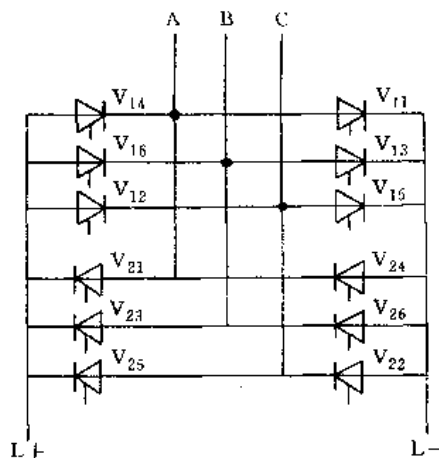 A B C
V₁₄ V₁₁
V₁₆ V₁₃
V₁₂ V₁₅
V₂₁ V₂₄
V₂₃ V₂₆
V₂₅ V₂₂
L+ L−